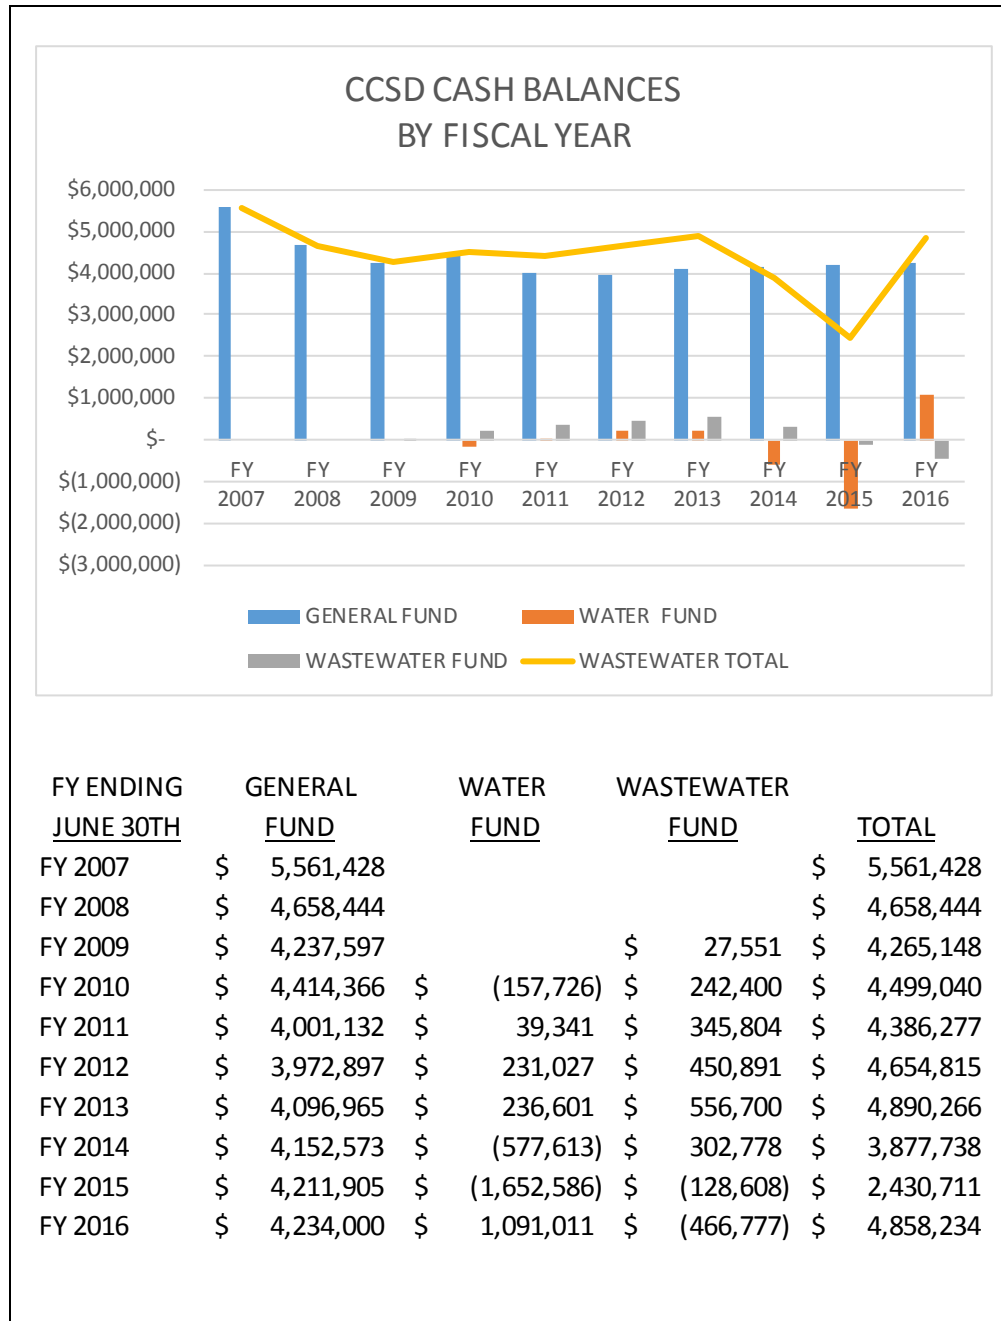 CCSD CASH BALANCES
BY FISCAL YEAR
$6,000,000
$5,000,000
$4,000,000
$3,000,000
$2,000,000
$1,000,000
$-
$(1,000,000)
$(2,000,000)
$(3,000,000)
FY FY FY FY FY FY FY FY FY FY
2007 2008 2009 2010 2011 2012 2013 2014 2015 2016
GENERAL FUND WATER FUND
WASTEWATER FUND WASTEWATER TOTAL
FY ENDING GENERAL WATER WASTEWATER
JUNE 30TH FUND FUND FUND TOTAL
FY 2007 $ 5,561,428 $ 5,561,428
FY 2008 $ 4,658,444 $ 4,658,444
FY 2009 $ 4,237,597 $ 27,551 $ 4,265,148
FY 2010 $ 4,414,366 $ (157,726) $ 242,400 $ 4,499,040
FY 2011 $ 4,001,132 $ 39,341 $ 345,804 $ 4,386,277
FY 2012 $ 3,972,897 $ 231,027 $ 450,891 $ 4,654,815
FY 2013 $ 4,096,965 $ 236,601 $ 556,700 $ 4,890,266
FY 2014 $ 4,152,573 $ (577,613) $ 302,778 $ 3,877,738
FY 2015 $ 4,211,905 $ (1,652,586) $ (128,608) $ 2,430,711
FY 2016 $ 4,234,000 $ 1,091,011 $ (466,777) $ 4,858,234